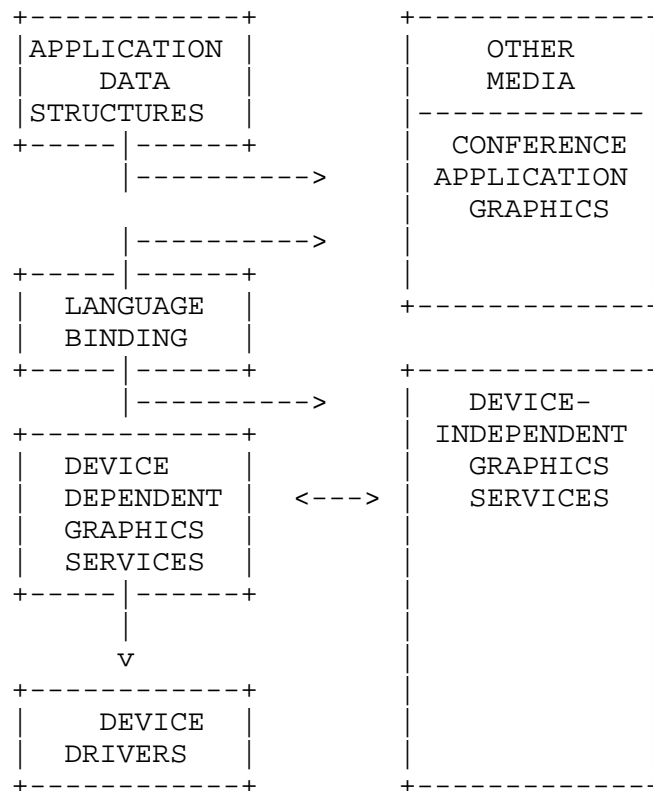 APPLICATION
DATA
STRUCTURES
OTHER
MEDIA
CONFERENCE
APPLICATION
GRAPHICS
LANGUAGE
BINDING
DEVICE
DEPENDENT
GRAPHICS
SERVICES
DEVICE-
INDEPENDENT
GRAPHICS
SERVICES
DEVICE
DRIVERS